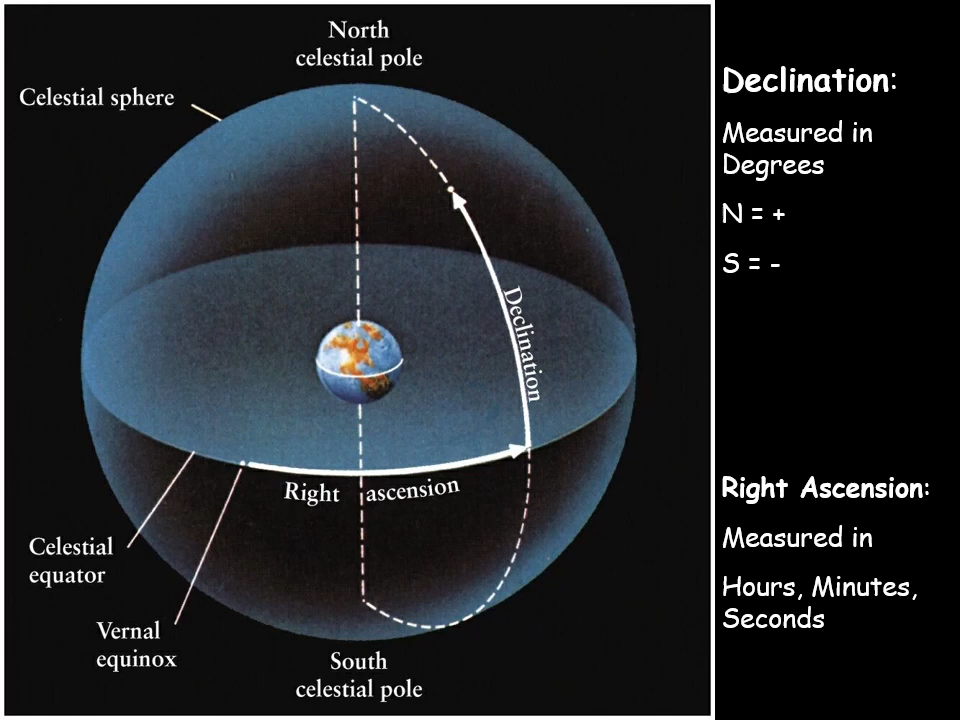 North
celestial pole
Celestial sphere
Declination
Right ascension
Celestial
equator
Vernal
equinox
South
celestial pole
Declination:
Measured in
Degrees
N = +
S = -
Right Ascension:
Measured in
Hours, Minutes,
Seconds